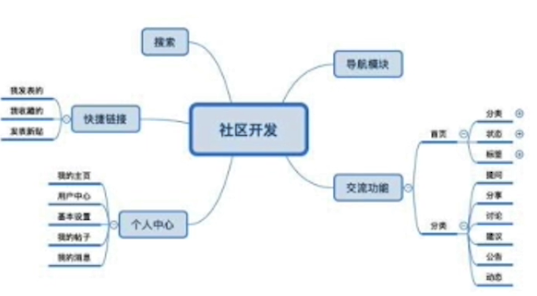 搜索
导航模块
我发表的
我收藏的
发表新贴
快捷链接
社区开发
首页
分类
状态
标签
交流功能
分类
提问
分享
讨论
建议
公告
动态
我的主页
用户中心
基本设置
我的帖子
我的消息
个人中心